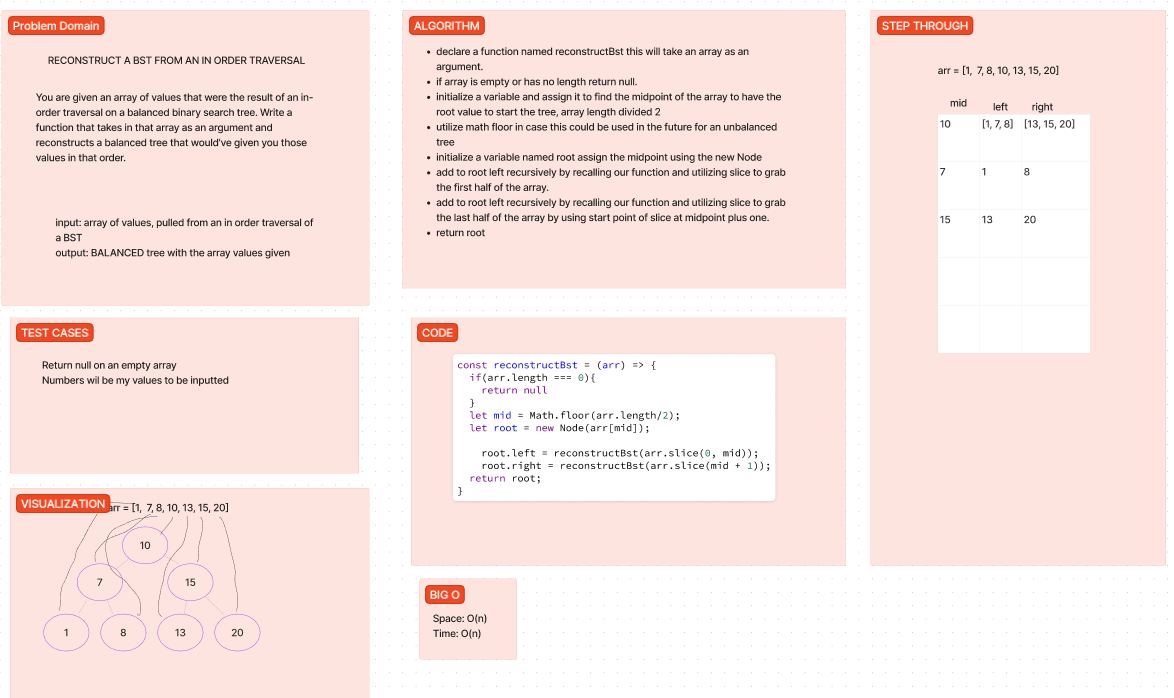 Problem Domain
RECONSTRUCT A BST FROM AN IN ORDER TRAVERSAL
You are given an array of values that were the result of an in-
order traversal on a balanced binary search tree. Write a
function that takes in that array as an argument and
reconstructs a balanced tree that would've given you those
values in that order.
input: array of values, pulled from an in order traversal of
a BST
output: BALANCED tree with the array values given
TEST CASES
Return null on an empty array
Numbers wil be my values to be inputted
VISUALIZATION
arr = [1, 7, 8, 10, 13, 15, 20]
10
7 15
1 8 13 20
ALGORITHM
• declare a function named reconstructBst this will take an array as an
argument.
• if array is empty or has no length return null.
• initialize a variable and assign it to find the midpoint of the array to have the
root value to start the tree, array length divided 2
• utilize math floor in case this could be used in the future for an unbalanced
tree
• initialize a variable named root assign the midpoint using the new Node
• add to root left recursively by recalling our function and utilizing slice to grab
the first half of the array.
• add to root left recursively by recalling our function and utilizing slice to grab
the last half of the array by using start point of slice at midpoint plus one.
• return root
CODE
const reconstructBst = (arr) => {
if(arr.length === 0){
return null
}
let mid = Math.floor(arr.length/2);
let root = new Node(arr[mid]);
root.left = reconstructBst(arr.slice(0, mid));
root.right = reconstructBst(arr.slice(mid + 1));
return root;
}
BIG O
Space: O(n)
Time: O(n)
STEP THROUGH
arr = [1, 7, 8, 10, 13, 15, 20]
mid left right
10 [1, 7, 8] [13, 15, 20]
7 1 8
15 13 20